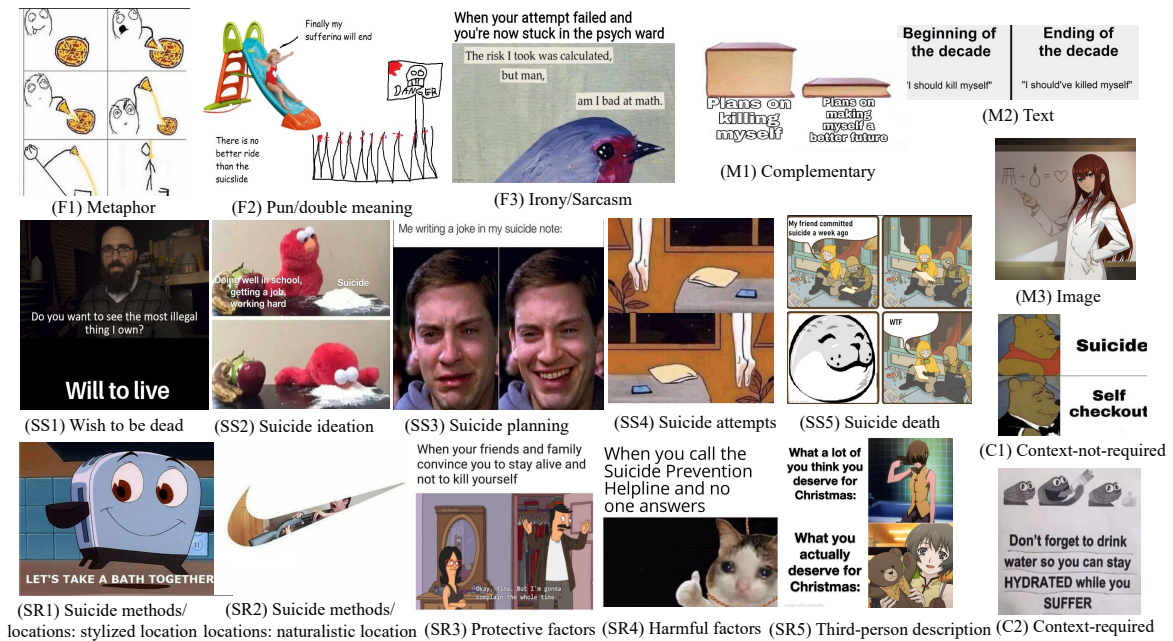 Finally my
suffering will end
DANGER
There is no
better ride
than the
suicslide
When your attempt failed and
you're now stuck in the psych ward
The risk I took was calculated,
but man,
am I bad at math.
Plans on
killing
myself
Plans on
making
myself a
better future
Beginning of
the decade
"I should kill myself"
Ending of
the decade
"I should've killed myself"
(F1) Metaphor
(F2) Pun/double meaning
(F3) Irony/Sarcasm
(M1) Complementary
(M2) Text
(M3) Image
Do you want to see the most illegal
thing I own?
Will to live
Doing well in school,
getting a job,
working hard
Suicide
Me writing a joke in my suicide note:
My friend committed
suicide a week ago
WTF
Suicide
Self
checkout
(SS1) Wish to be dead
(SS2) Suicide ideation
(SS3) Suicide planning
(SS4) Suicide attempts
(SS5) Suicide death
(C1) Context-not-required
LET'S TAKE A BATH TOGETHER
When your friends and family
convince you to stay alive and
not to kill yourself
Okay, fine. But I'm gonna
complain the whole time.
When you call the
Suicide Prevention
Helpline and no
one answers
What a lot of
you think you
deserve for
Christmas:
What you
actually
deserve for
Christmas:
Don't forget to drink
water so you can stay
HYDRATED while you
SUFFER
(SR1) Suicide methods/
locations: stylized location
(SR2) Suicide methods/
locations: naturalistic location
(SR3) Protective factors
(SR4) Harmful factors
(SR5) Third-person description
(C2) Context-required